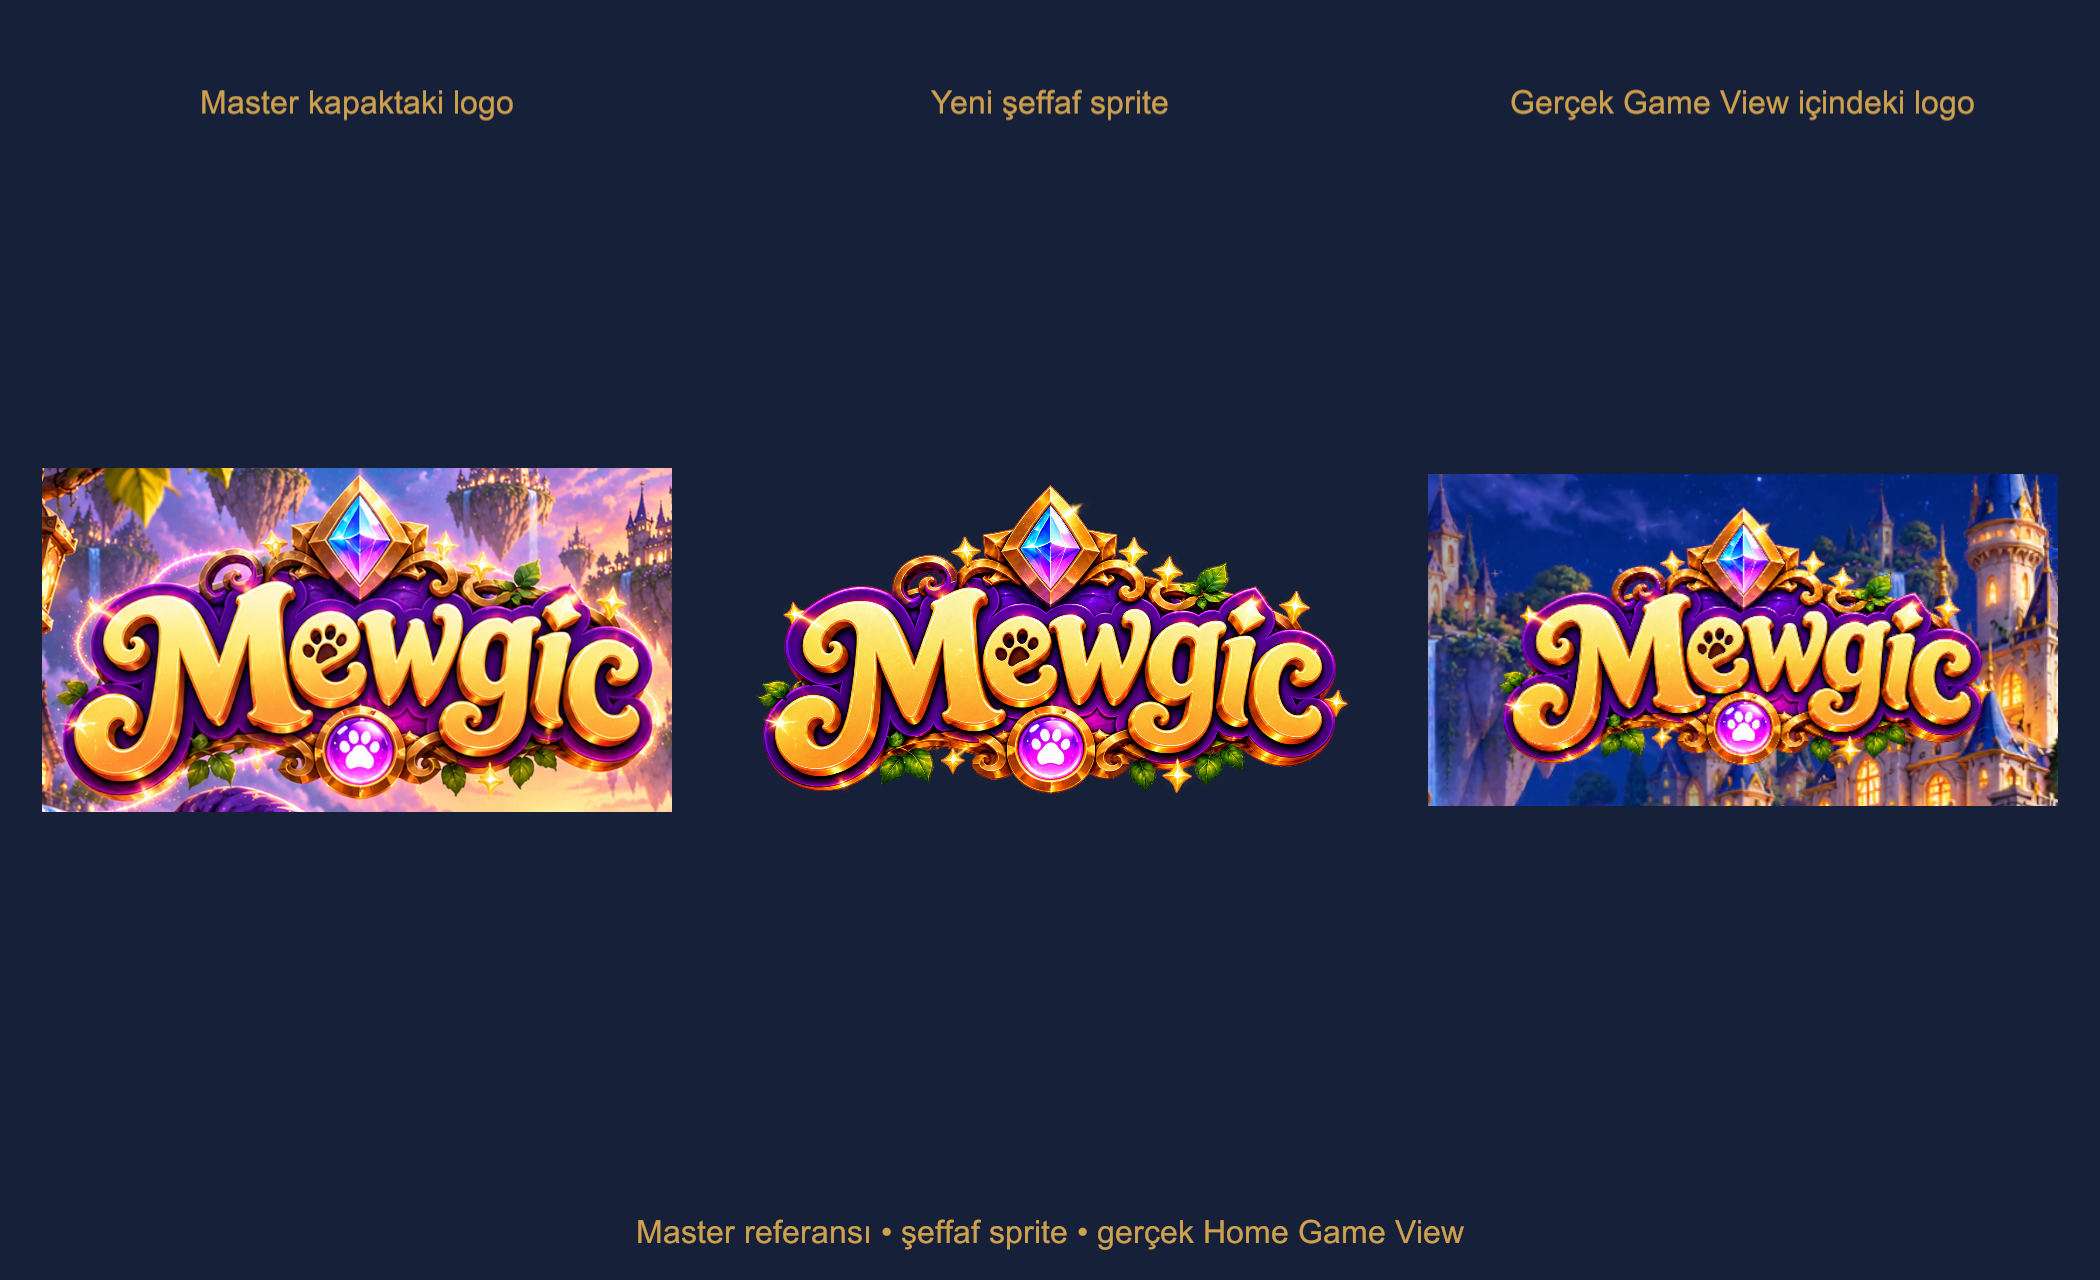 Master kapaktaki logo
Yeni şeffaf sprite
Gerçek Game View içindeki logo
Mewgic
Mewgic
Mewgic
Master referansı • şeffaf sprite • gerçek Home Game View